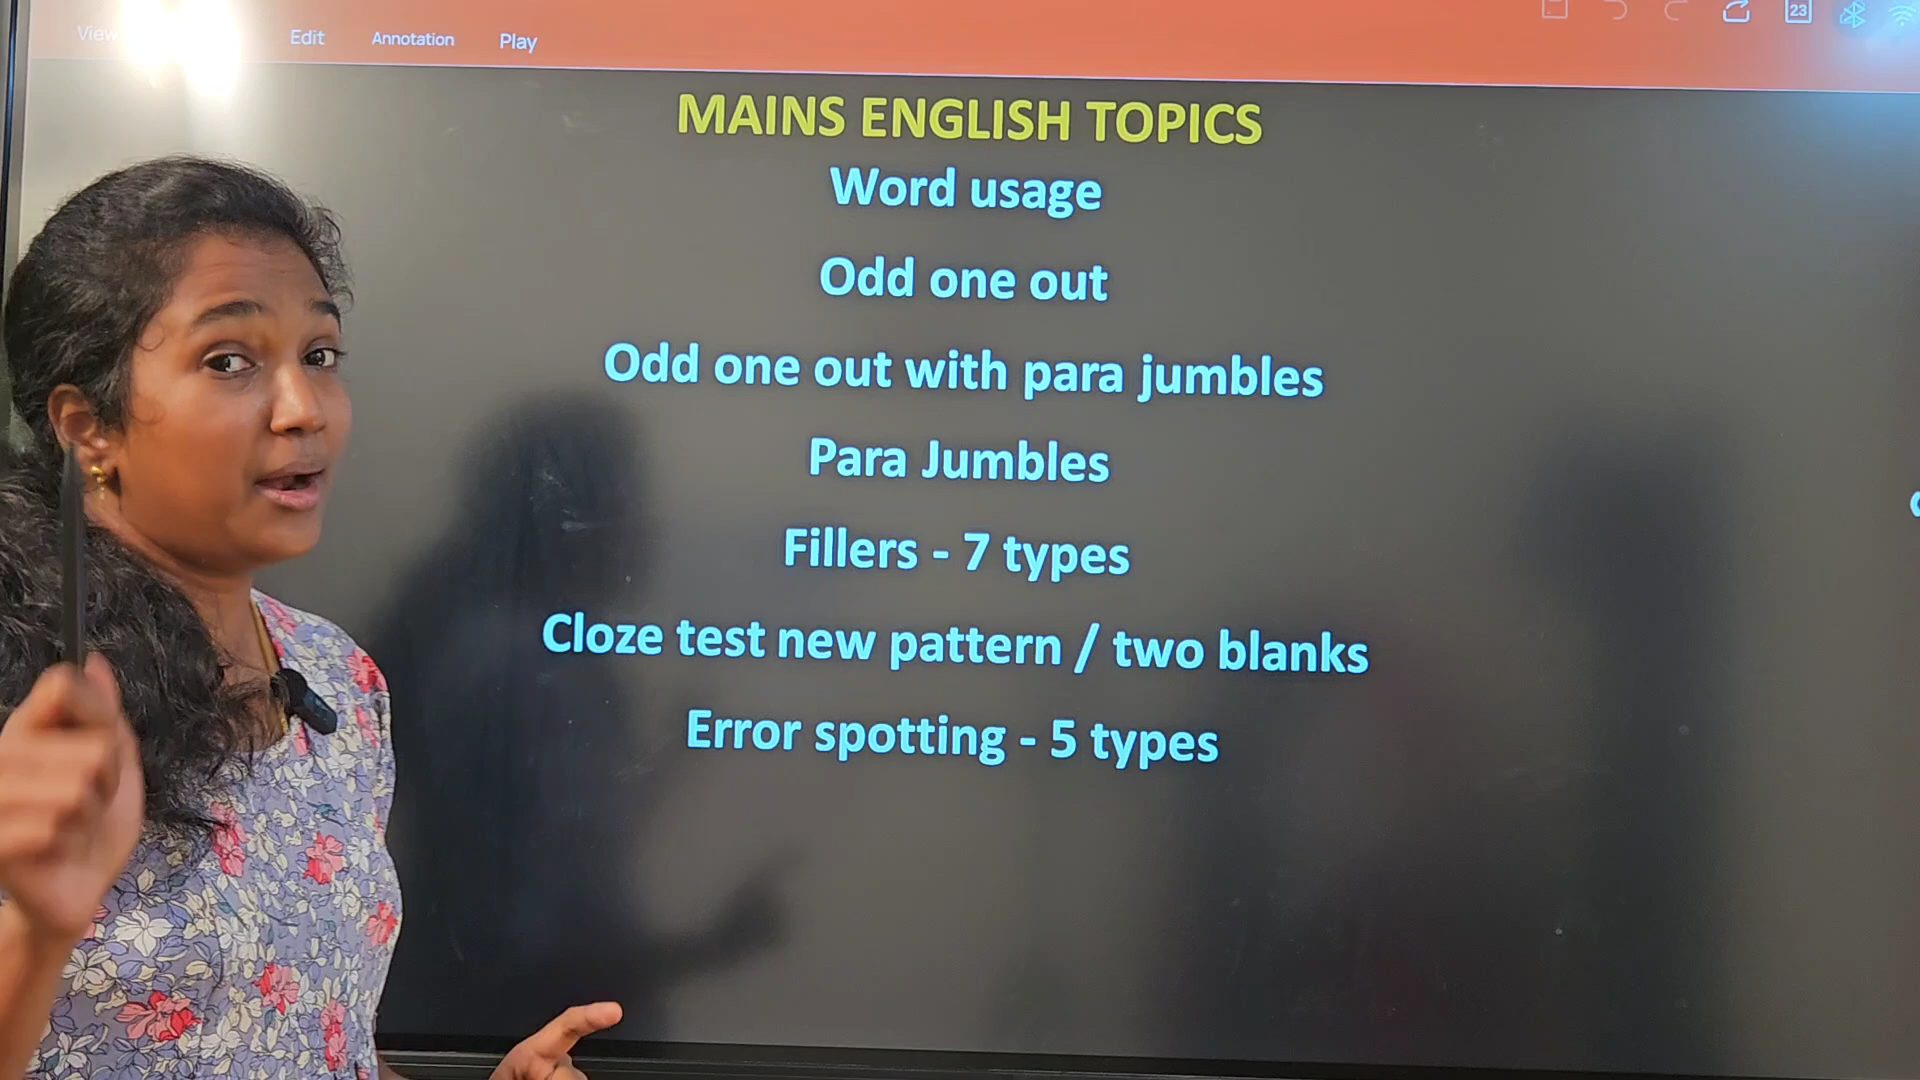 View
Edit
Annotation
Play
23
MAINS ENGLISH TOPICS
Word usage
Odd one out
Odd one out with para jumbles
Para Jumbles
Fillers - 7 types
Cloze test new pattern / two blanks
Error spotting - 5 types